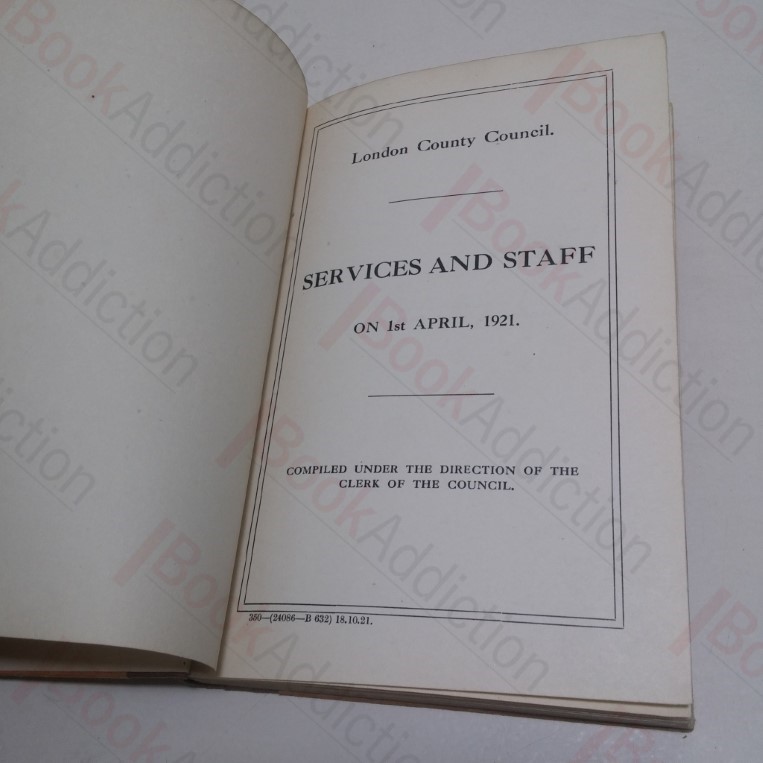 London County Council.
SERVICES AND STAFF
ON 1st APRIL, 1921.
COMPILED UNDER THE DIRECTION OF THE
CLERK OF THE COUNCIL.
350—(24086—B 632) 18.10.21.
BookAddiction